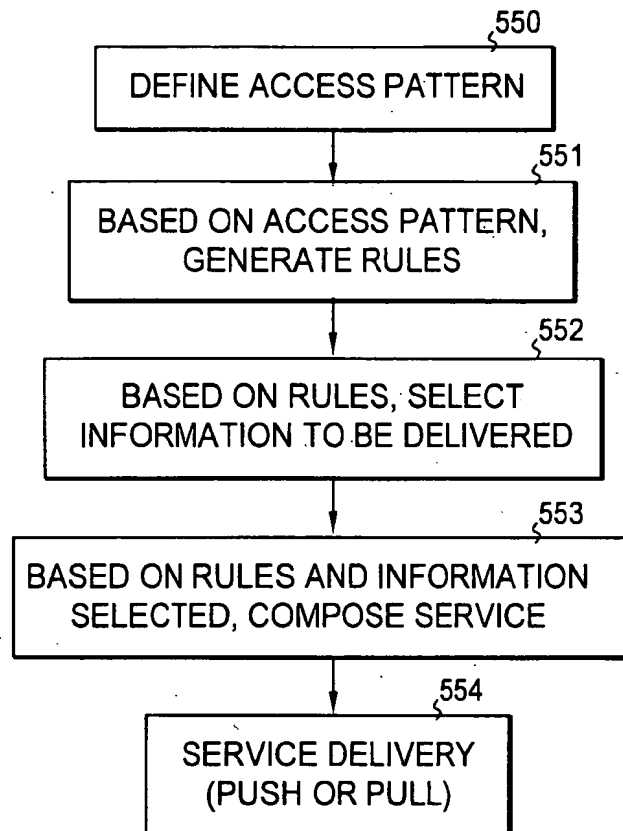 550
DEFINE ACCESS PATTERN
551
BASED ON ACCESS PATTERN,
GENERATE RULES
552
BASED ON RULES, SELECT
INFORMATION TO BE DELIVERED
553
BASED ON RULES AND INFORMATION
SELECTED, COMPOSE SERVICE
554
SERVICE DELIVERY
(PUSH OR PULL)